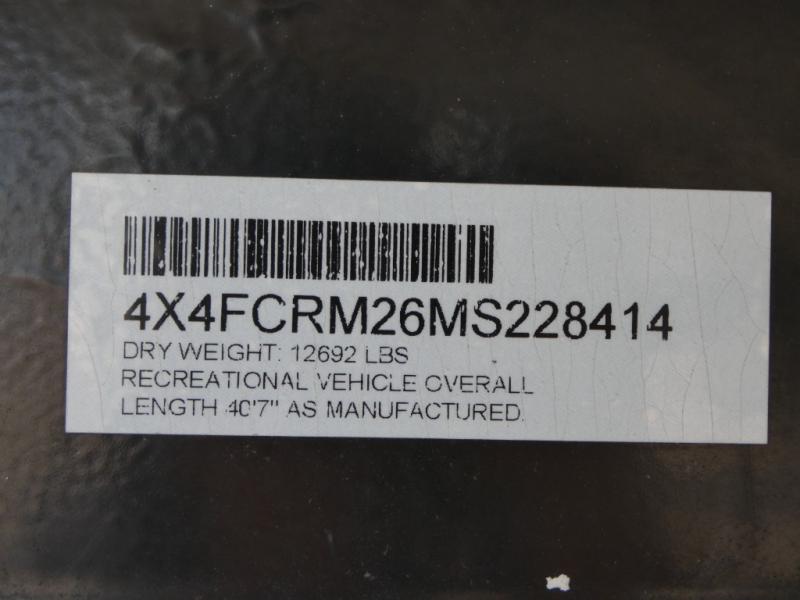 4X4FCRM26MS228414
DRY WEIGHT: 12692 LBS
RECREATIONAL VEHICLE OVERALL
LENGTH 40'7" AS MANUFACTURED.